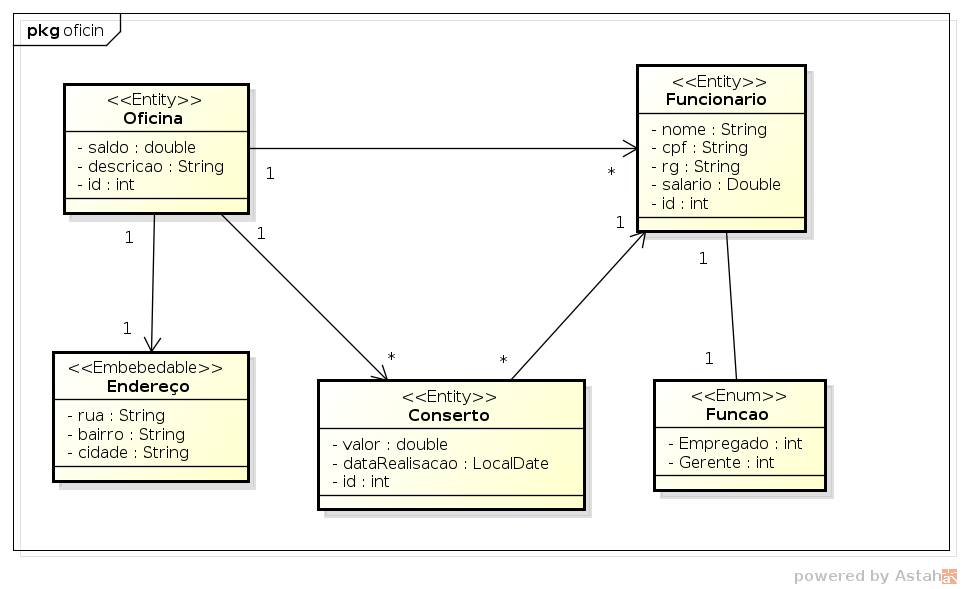 pkg oficin
<<Entity>>
Oficina
- saldo : double
- descricao : String
- id : int
<<Entity>>
Funcionario
- nome : String
- cpf : String
- rg : String
- salario : Double
- id : int
1
*
1
1
1
1
1
*
*
1
1
<<Embebedable>>
Endereço
- rua : String
- bairro : String
- cidade : String
<<Entity>>
Conserto
- valor : double
- dataRealisacao : LocalDate
- id : int
<<Enum>>
Funcao
- Empregado : int
- Gerente : int
powered by Astah